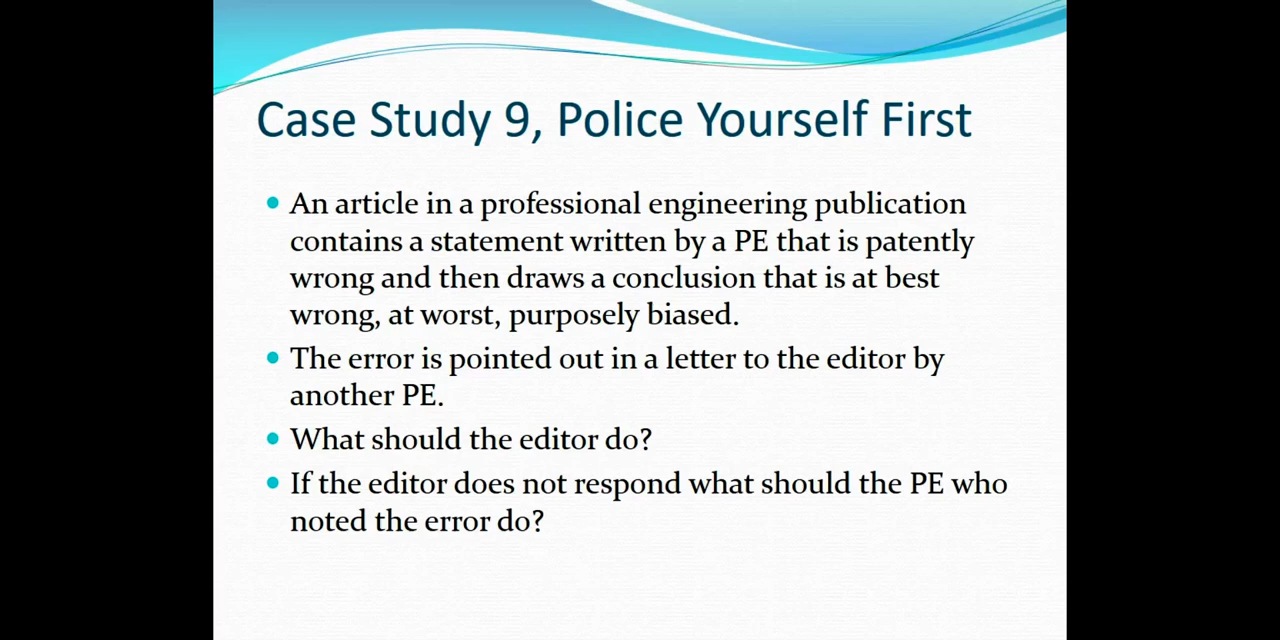 Case Study 9, Police Yourself First
• An article in a professional engineering publication
contains a statement written by a PE that is patently
wrong and then draws a conclusion that is at best
wrong, at worst, purposely biased.
• The error is pointed out in a letter to the editor by
another PE.
• What should the editor do?
• If the editor does not respond what should the PE who
noted the error do?